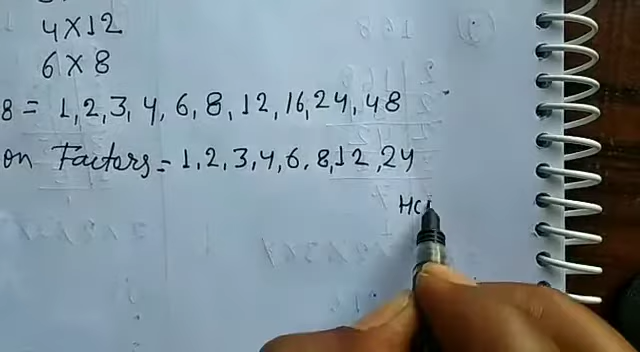 4 X 12
6 X 8
8 = 1, 2, 3, 4, 6, 8, 12, 16, 24, 48
on Factors = 1, 2, 3, 4, 6, 8, 12, 24
HC